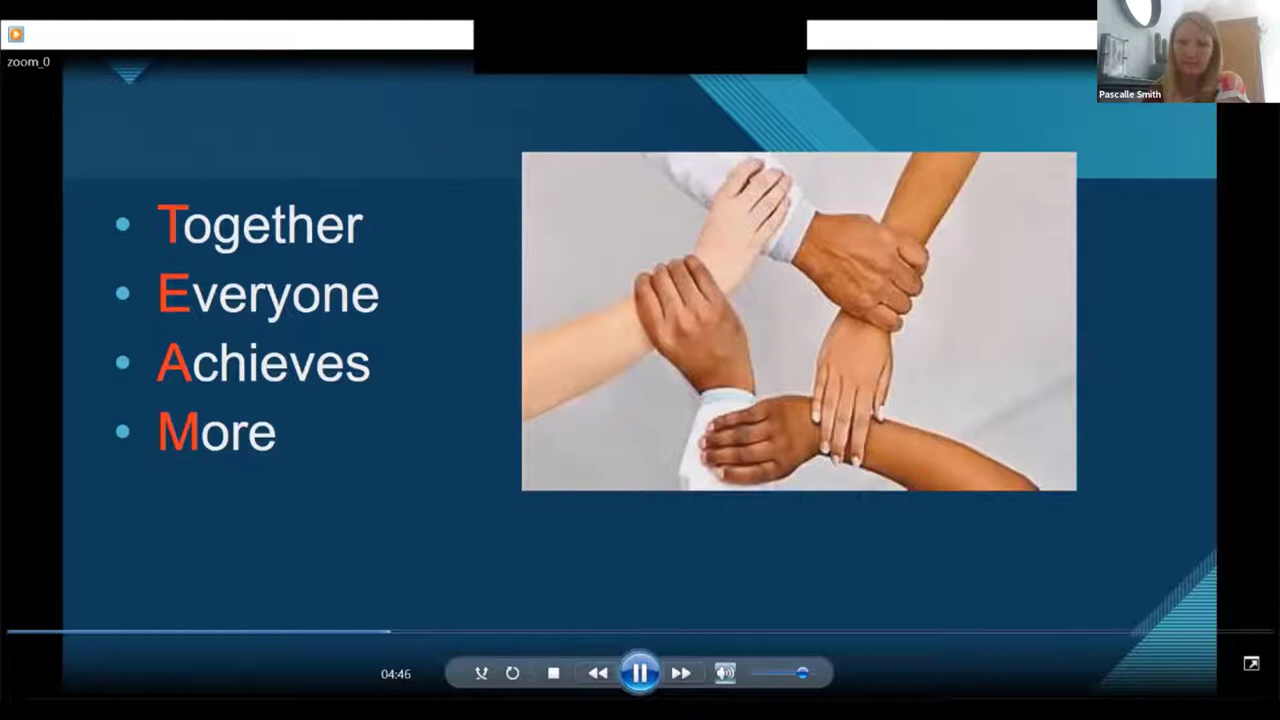 zoom_0
Pascalle Smith
Together
Everyone
Achieves
More
04:46